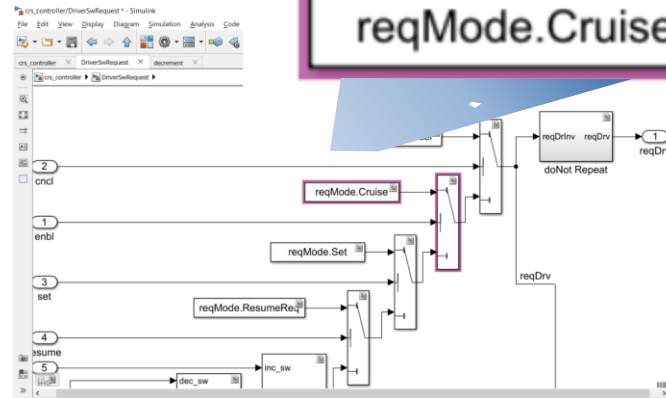 crs_controller/DriverSwRequest * - Simulink
File Edit View Display Diagram Simulation Analysis Code
reqMode.Cruise
crs_controller DriverSwRequest decrement
crs_controller DriverSwRequest
reqDrInv reqDrv
1
reqDrv
doNot Repeat
2
cncl
reqMode.Cruise
1
enbl
reqMode.Set
reqDrv
3
set
reqMode.ResumeReq
4
esume
5
inc_sw
dec_sw